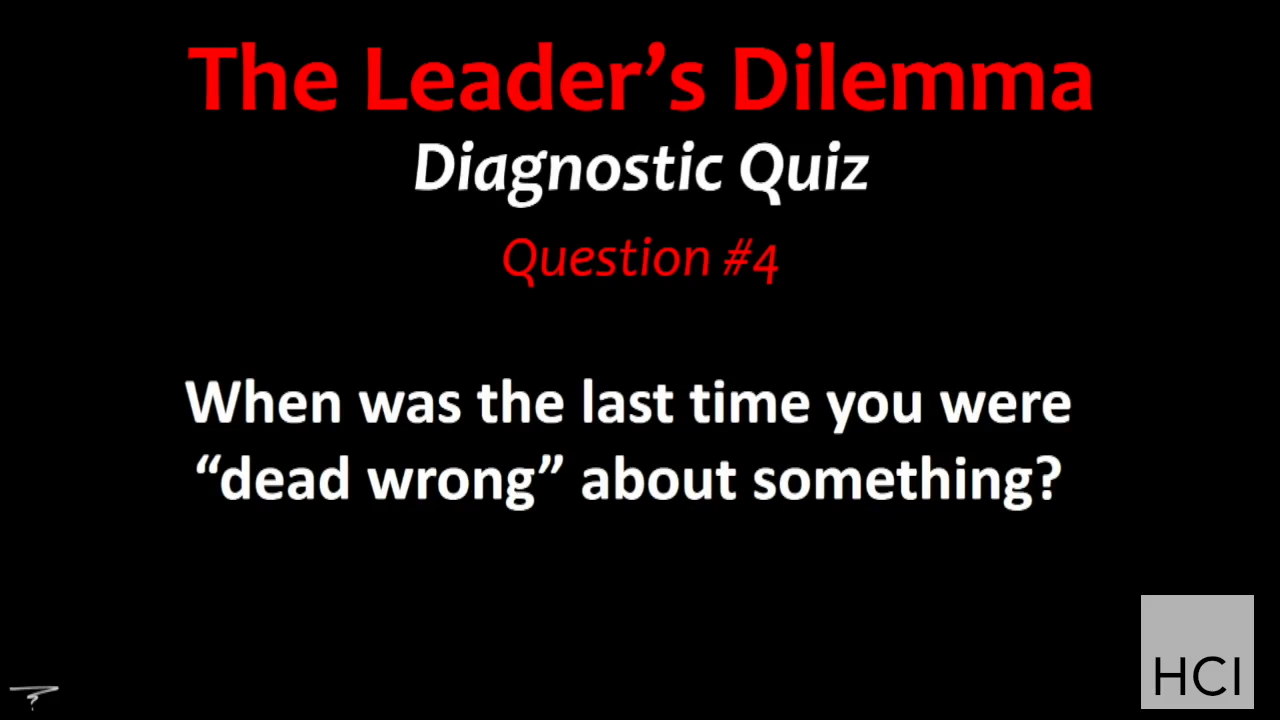 The Leader’s Dilemma
Diagnostic Quiz
Question #4
When was the last time you were
“dead wrong” about something?
HCI